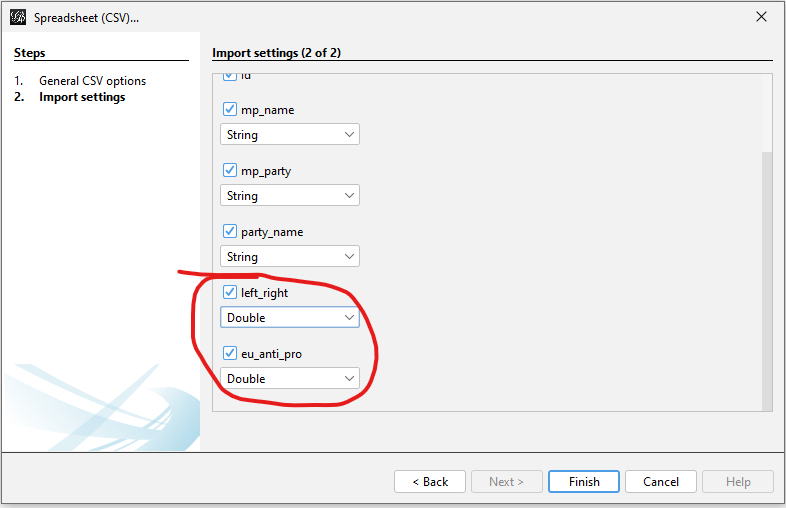 Spreadsheet (CSV)...
Steps
1. General CSV options
2. Import settings
Import settings (2 of 2)
id
mp_name
String
mp_party
String
party_name
String
left_right
Double
eu_anti_pro
Double
< Back
Next >
Finish
Cancel
Help